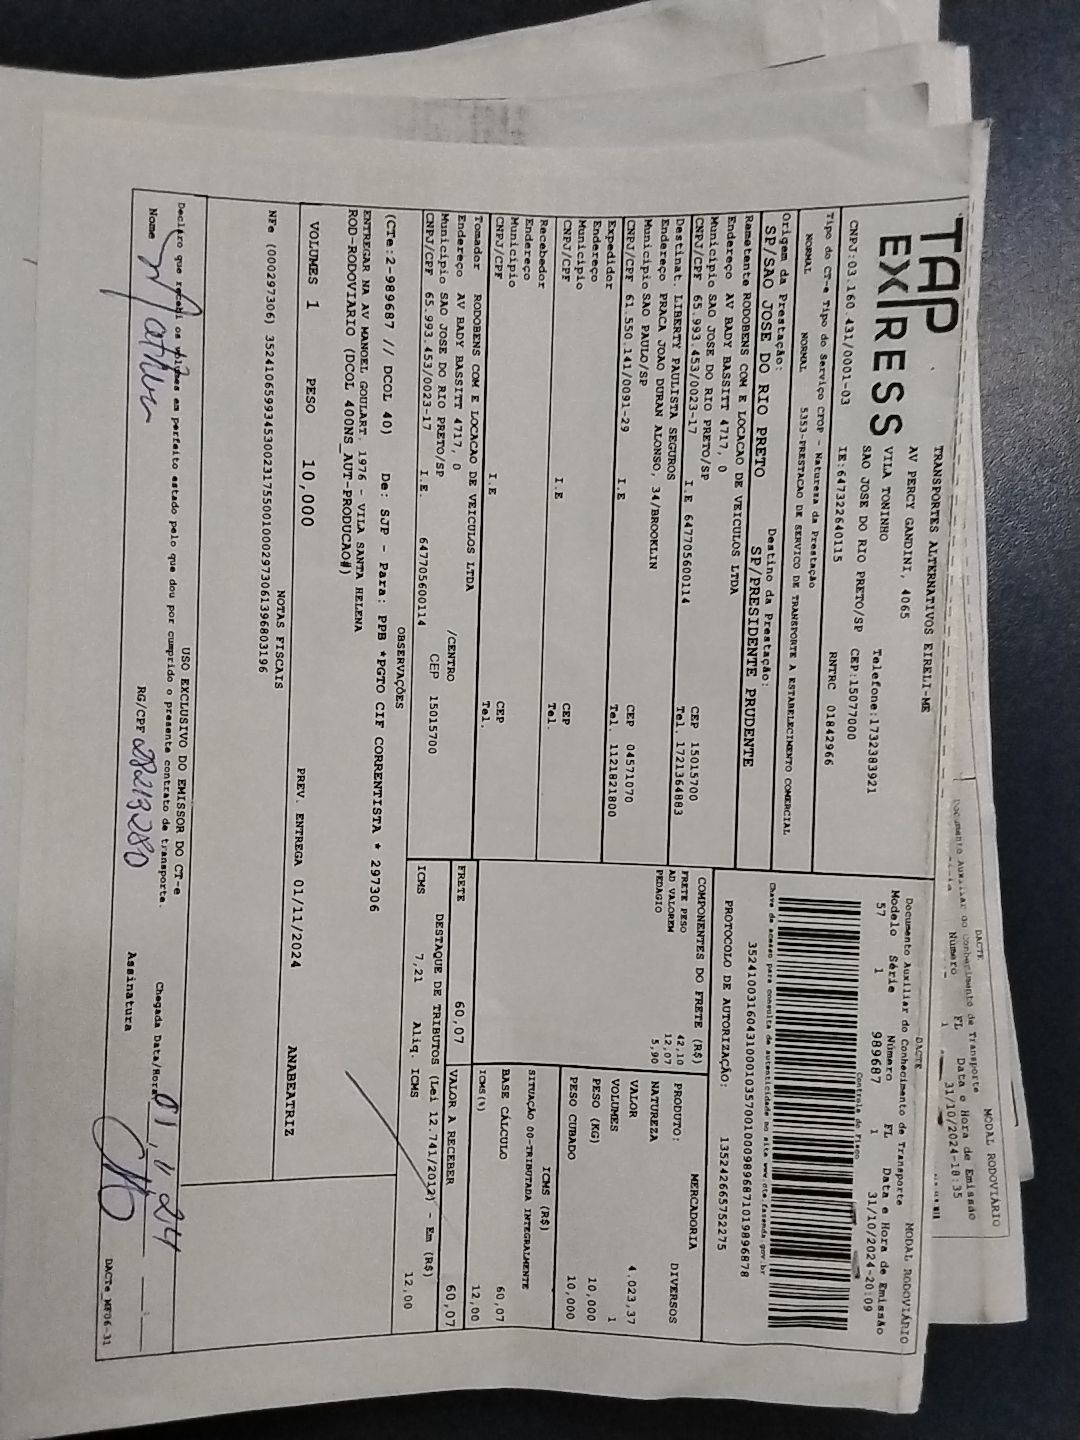 TAP
EXPRESS
TRANSPORTES ALTERNATIVOS EIRELI-ME
AV PERCY GANDINI, 4065
VILA TONINHO Telefone:1732383921
SAO JOSE DO RIO PRETO/SP CEP:15077000
CNPJ:03.160.431/0001-03 IE:647322640115 RNTRC 01842966
Tipo do CT-e Tipo do Serviço CFOP - Natureza da Prestação
NORMAL NORMAL 5353-PRESTACAO DE SERVICO DE TRANSPORTE A ESTABELECIMENTO COMERCIAL
Origem da Prestação: Destino da Prestação:
SP/SAO JOSE DO RIO PRETO SP/PRESIDENTE PRUDENTE
Remetente RODOBENS COM E LOCACAO DE VEICULOS LTDA
Endereço AV BADY BASSITT 4717, 0
Município SAO JOSE DO RIO PRETO/SP CEP 15015700
CNPJ/CPF 65.993.453/0023-17 I.E 647705600114 Tel. 1721364883
Destinat. LIBERTY PAULISTA SEGUROS
Endereço PRACA JOAO DURAN ALONSO, 34/BROOKLIN
Município SAO PAULO/SP CEP 04571070
CNPJ/CPF 61.550.141/0091-29 I.E Tel. 1121821800
Expedidor
Endereço
Município CEP
CNPJ/CPF I.E Tel.
Recebedor
Endereço
Município CEP
CNPJ/CPF I.E Tel.
Tomador RODOBENS COM E LOCACAO DE VEICULOS LTDA
Endereço AV BADY BASSITT 4717, 0 /CENTRO
Município SAO JOSE DO RIO PRETO/SP CEP 15015700
CNPJ/CPF 65.993.453/0023-17 I.E. 647705600114
DACTE MODAL RODOVIÁRIO
Documento Auxiliar do Conhecimento de Transporte
Modelo Série Número FL Data e Hora de Emissão
57 1 989687 1 31/10/2024-20:09
Controle do Fisco
Chave de acesso para consulta de autenticidade no site www.cte.fazenda.gov.br
35241003160431000103570010009896871019896878
PROTOCOLO DE AUTORIZAÇÃO: 135242665752275
COMPONENTES DO FRETE (R$)
FRETE PESO 42,10
AD VALOREM 12,07
PEDAGIO 5,90
MERCADORIA
PRODUTO: DIVERSOS
NATUREZA
VALOR 4.023,37
VOLUMES 1
PESO (KG) 10,000
PESO CUBADO 10,000
ICMS (R$)
SITUAÇÃO 00-TRIBUTADA INTEGRALMENTE
BASE CÁLCULO 60,07
ICMS(%) 12,00
FRETE 60,07 VALOR A RECEBER 60,07
DESTAQUE DE TRIBUTOS (Lei 12.741/2012) - Em (R$)
ICMS 7,21 Aliq. ICMS 12,00
OBSERVAÇÕES
(CTe:2-989687 // DCOL 40) De: SJP - Para: PPB *PGTO CIF CORRENTISTA * 297306
ENTREGAR NA AV MANOEL GOULART. 1976 - VILA SANTA HELENA
ROD-RODOVIARIO (DCOL 400NS_AUT-PRODUCAO#)
VOLUMES 1 PESO 10,000 PREV. ENTREGA 01/11/2024 ANABEATRIZ
NOTAS FISCAIS
NFe (000297306) 35241065993453002317550010002973061396803196
USO EXCLUSIVO DO EMISSOR DO CT-e
Declaro que recebi os volumes em perfeito estado pelo que dou por cumprido o presente contrato de transporte.
Nome RG/CPF 28213280 Assinatura
Chegada Data/Hora 01,11,24
DACTe_MF06-31
DACTE MODAL RODOVIÁRIO
Documento Auxiliar do Conhecimento de Transporte
Número FL Data e Hora de Emissão
1 31/10/2024-18:35